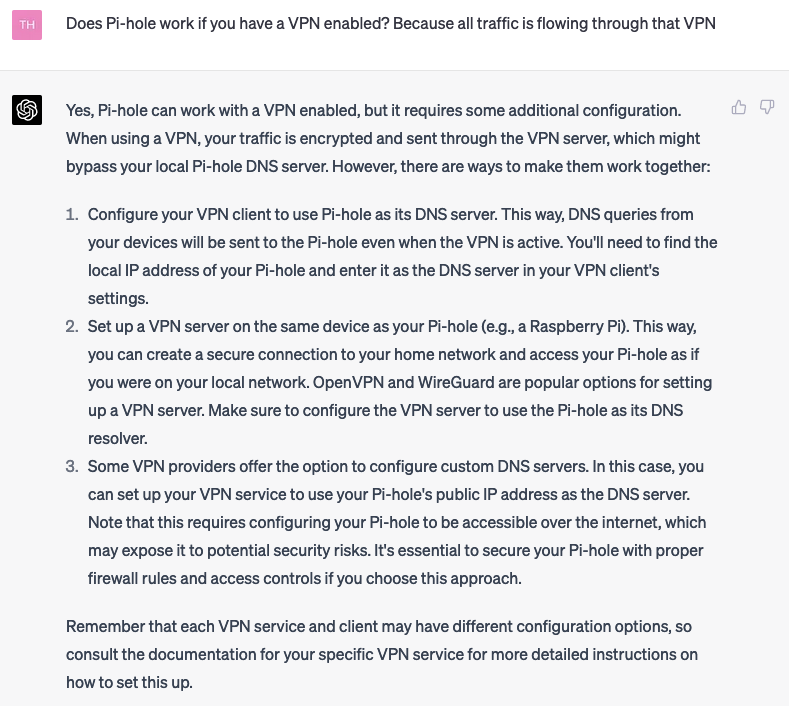 TH
Does Pi-hole work if you have a VPN enabled? Because all traffic is flowing through that VPN
Yes, Pi-hole can work with a VPN enabled, but it requires some additional configuration.
When using a VPN, your traffic is encrypted and sent through the VPN server, which might
bypass your local Pi-hole DNS server. However, there are ways to make them work together:
1. Configure your VPN client to use Pi-hole as its DNS server. This way, DNS queries from
your devices will be sent to the Pi-hole even when the VPN is active. You'll need to find the
local IP address of your Pi-hole and enter it as the DNS server in your VPN client's
settings.
2. Set up a VPN server on the same device as your Pi-hole (e.g., a Raspberry Pi). This way,
you can create a secure connection to your home network and access your Pi-hole as if
you were on your local network. OpenVPN and WireGuard are popular options for setting
up a VPN server. Make sure to configure the VPN server to use the Pi-hole as its DNS
resolver.
3. Some VPN providers offer the option to configure custom DNS servers. In this case, you
can set up your VPN service to use your Pi-hole's public IP address as the DNS server.
Note that this requires configuring your Pi-hole to be accessible over the internet, which
may expose it to potential security risks. It's essential to secure your Pi-hole with proper
firewall rules and access controls if you choose this approach.
Remember that each VPN service and client may have different configuration options, so
consult the documentation for your specific VPN service for more detailed instructions on
how to set this up.